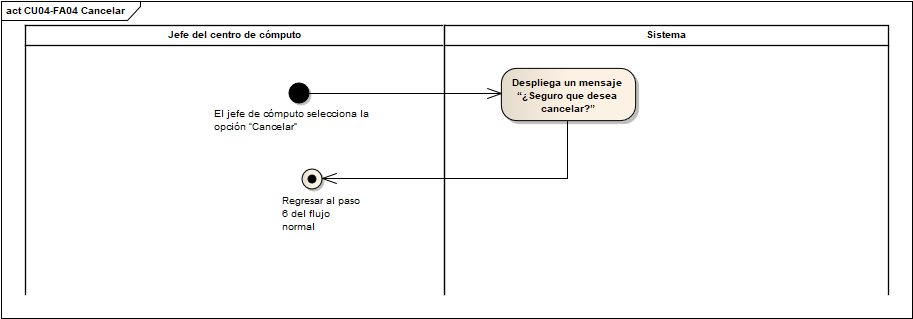 act CU04-FA04 Cancelar
Jefe del centro de cómputo
Sistema
Despliega un mensaje
“¿Seguro que desea
cancelar?”
El jefe de cómputo selecciona la
opción "Cancelar"
Regresar al paso
6 del flujo
normal